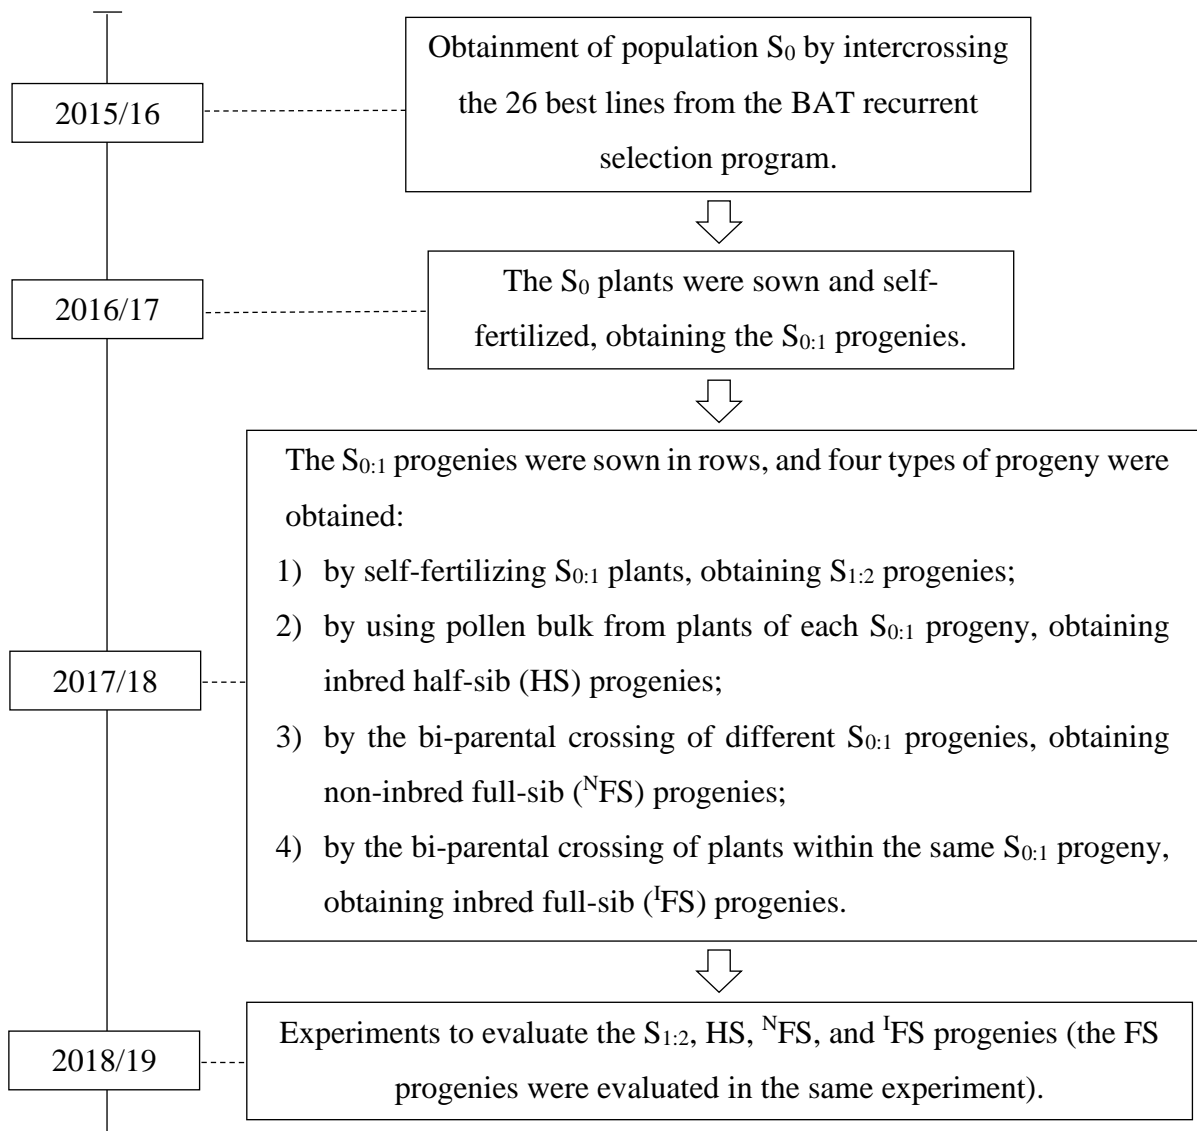 2015/16
Obtainment of population S₀ by intercrossing
the 26 best lines from the BAT recurrent
selection program.
2016/17
The S₀ plants were sown and self-
fertilized, obtaining the S₀:₁ progenies.
2017/18
The S₀:₁ progenies were sown in rows, and four types of progeny were
obtained:
1) by self-fertilizing S₀:₁ plants, obtaining S₁:₂ progenies;
2) by using pollen bulk from plants of each S₀:₁ progeny, obtaining
inbred half-sib (HS) progenies;
3) by the bi-parental crossing of different S₀:₁ progenies, obtaining
non-inbred full-sib (ᴺFS) progenies;
4) by the bi-parental crossing of plants within the same S₀:₁ progeny,
obtaining inbred full-sib (ᴵFS) progenies.
2018/19
Experiments to evaluate the S₁:₂, HS, ᴺFS, and ᴵFS progenies (the FS
progenies were evaluated in the same experiment).